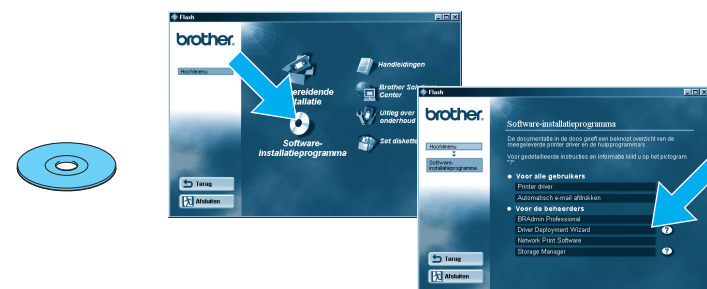 Flash
brother.
Hoofdmenu
Handleidingen
Brother
Center
Uitleg over
onderhoud
Set diskette
Software-
installatieprogramma
Terug
Afsluiten
Flash
brother.
Hoofdmenu
Software-
installatieprogramma
Terug
Afsluiten
Software-installatieprogramma
De documentatie in de doos geeft een beknopt overzicht van de
meegeleverde printer driver en de hulpprogramma's.
Voor gedetailleerde instructies en informatie klikt u op het pictogram
"?".
Voor alle gebruikers
Printer driver
Automatisch e-mail afdrukken
Voor de beheerders
BRAdmin Professional
Driver Deployment Wizard ?
Network Print Software
Storage Manager ?